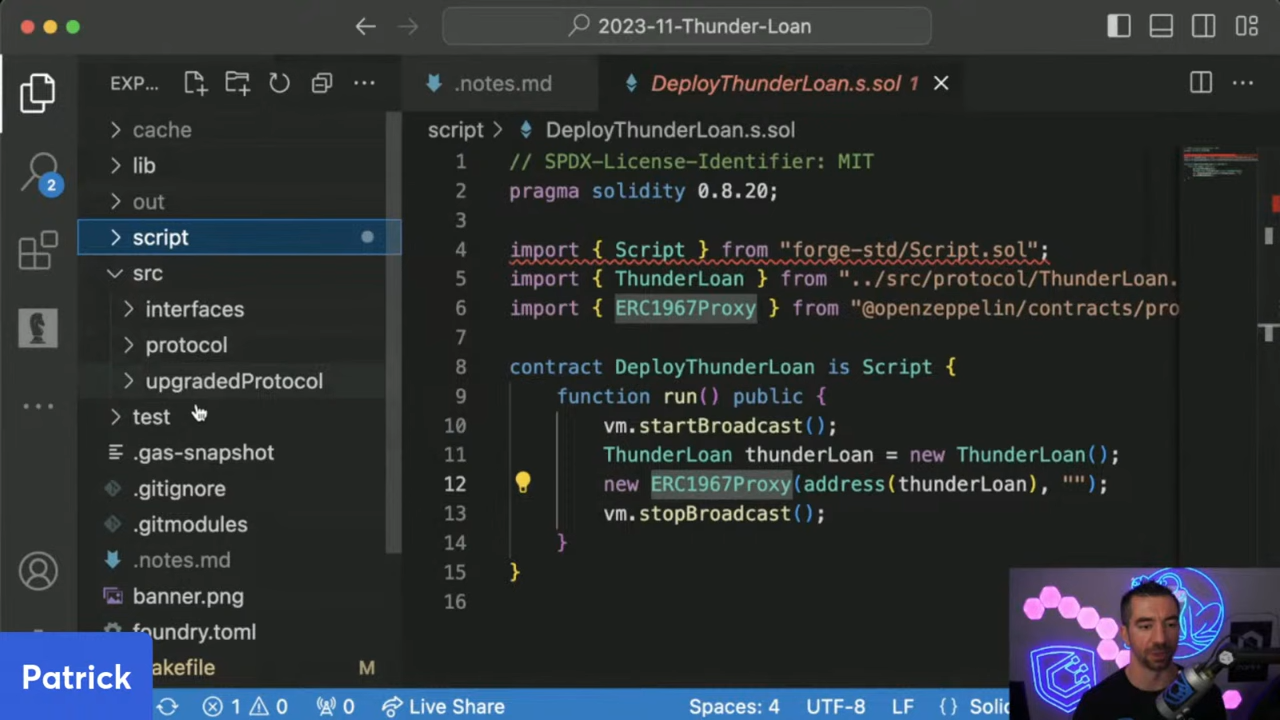 2023-11-Thunder-Loan
EXP...
.notes.md
DeployThunderLoan.s.sol 1
cache
lib
out
script
src
interfaces
protocol
upgradedProtocol
test
.gas-snapshot
.gitignore
.gitmodules
.notes.md
banner.png
foundry.toml
akefile M
2
script > DeployThunderLoan.s.sol
1 // SPDX-License-Identifier: MIT
2 pragma solidity 0.8.20;
3
4 import { Script } from "forge-std/Script.sol";
5 import { ThunderLoan } from "../src/protocol/ThunderLoan.
6 import { ERC1967Proxy } from "@openzeppelin/contracts/pro
7
8 contract DeployThunderLoan is Script {
9 function run() public {
10 vm.startBroadcast();
11 ThunderLoan thunderLoan = new ThunderLoan();
12 new ERC1967Proxy(address(thunderLoan), "");
13 vm.stopBroadcast();
14 }
15 }
16
Patrick
1 0 0 Live Share Spaces: 4 UTF-8 LF {} Soli